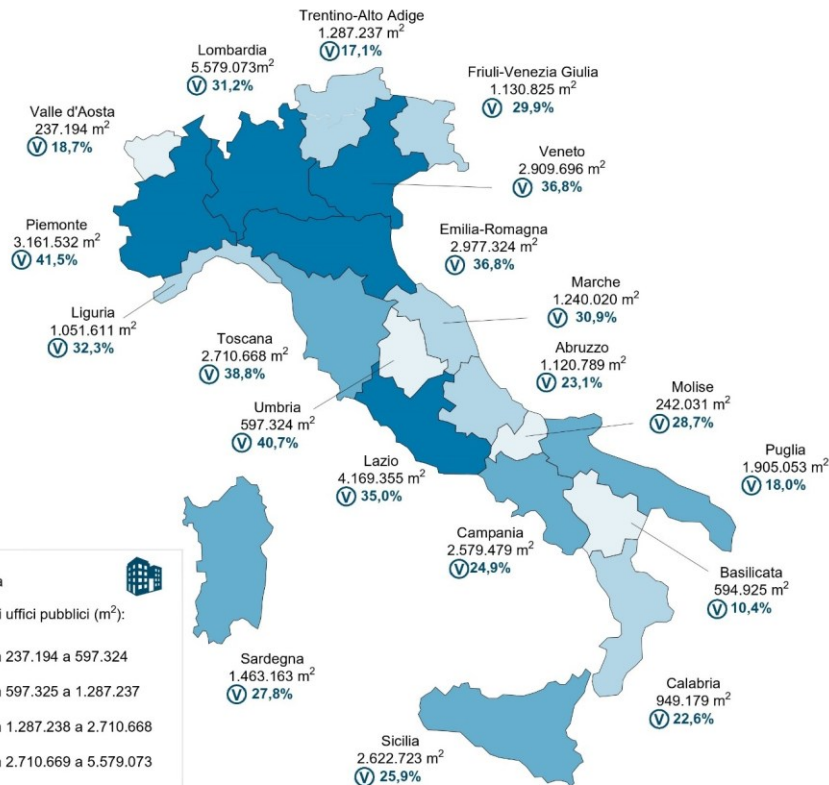 Trentino-Alto Adige
1.287.237 m²
V 17,1%
Lombardia
5.579.073m²
V 31,2%
Friuli-Venezia Giulia
1.130.825 m²
V 29,9%
Valle d'Aosta
237.194 m²
V 18,7%
Veneto
2.909.696 m²
V 36,8%
Piemonte
3.161.532 m²
V 41,5%
Emilia-Romagna
2.977.324 m²
V 36,8%
Marche
1.240.020 m²
V 30,9%
Liguria
1.051.611 m²
V 32,3%
Toscana
2.710.668 m²
V 38,8%
Abruzzo
1.120.789 m²
V 23,1%
Molise
242.031 m²
V 28,7%
Umbria
597.324 m²
V 40,7%
Lazio
4.169.355 m²
V 35,0%
Puglia
1.905.053 m²
V 18,0%
Campania
2.579.479 m²
V 24,9%
Basilicata
594.925 m²
V 10,4%
Sardegna
1.463.163 m²
V 27,8%
Calabria
949.179 m²
V 22,6%
Sicilia
2.622.723 m²
V 25,9%
a
i uffici pubblici (m²):
a 237.194 a 597.324
a 597.325 a 1.287.237
a 1.287.238 a 2.710.668
a 2.710.669 a 5.579.073